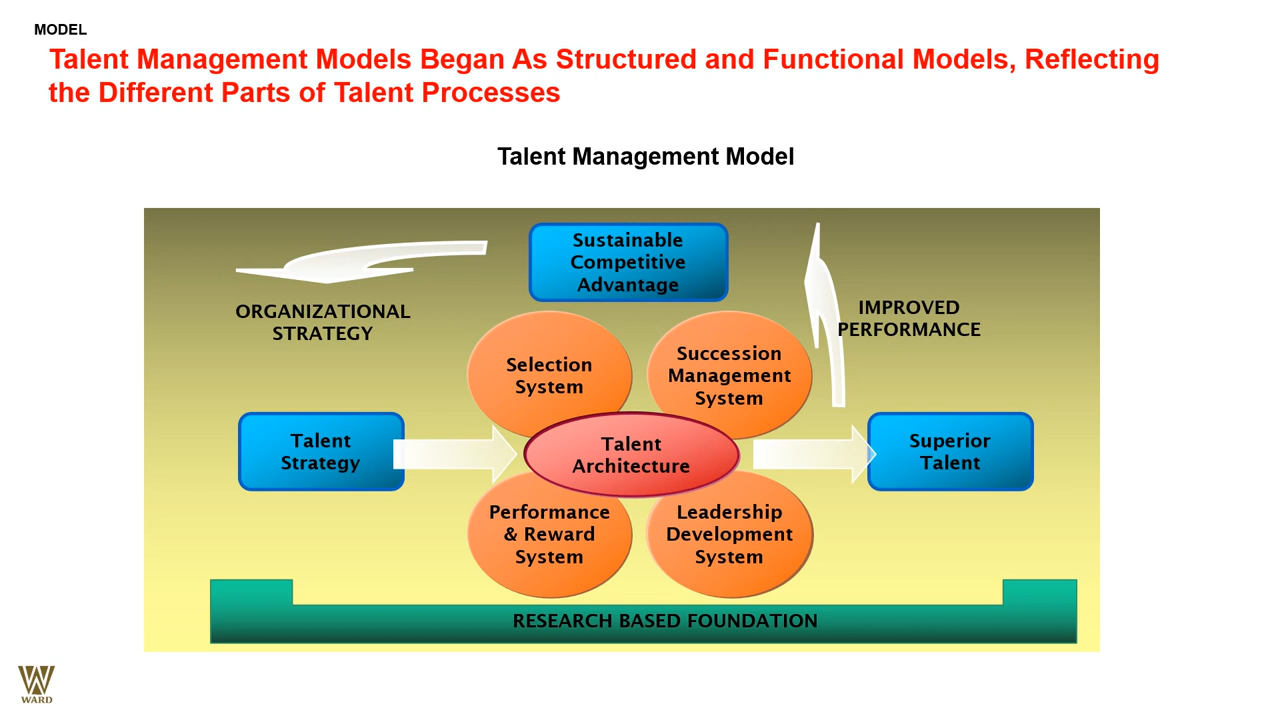 MODEL
Talent Management Models Began As Structured and Functional Models, Reflecting
the Different Parts of Talent Processes
Talent Management Model
Sustainable
Competitive
Advantage
ORGANIZATIONAL
STRATEGY
IMPROVED
PERFORMANCE
Selection
System
Succession
Management
System
Talent
Strategy
Talent
Architecture
Superior
Talent
Performance
& Reward
System
Leadership
Development
System
RESEARCH BASED FOUNDATION
WARD